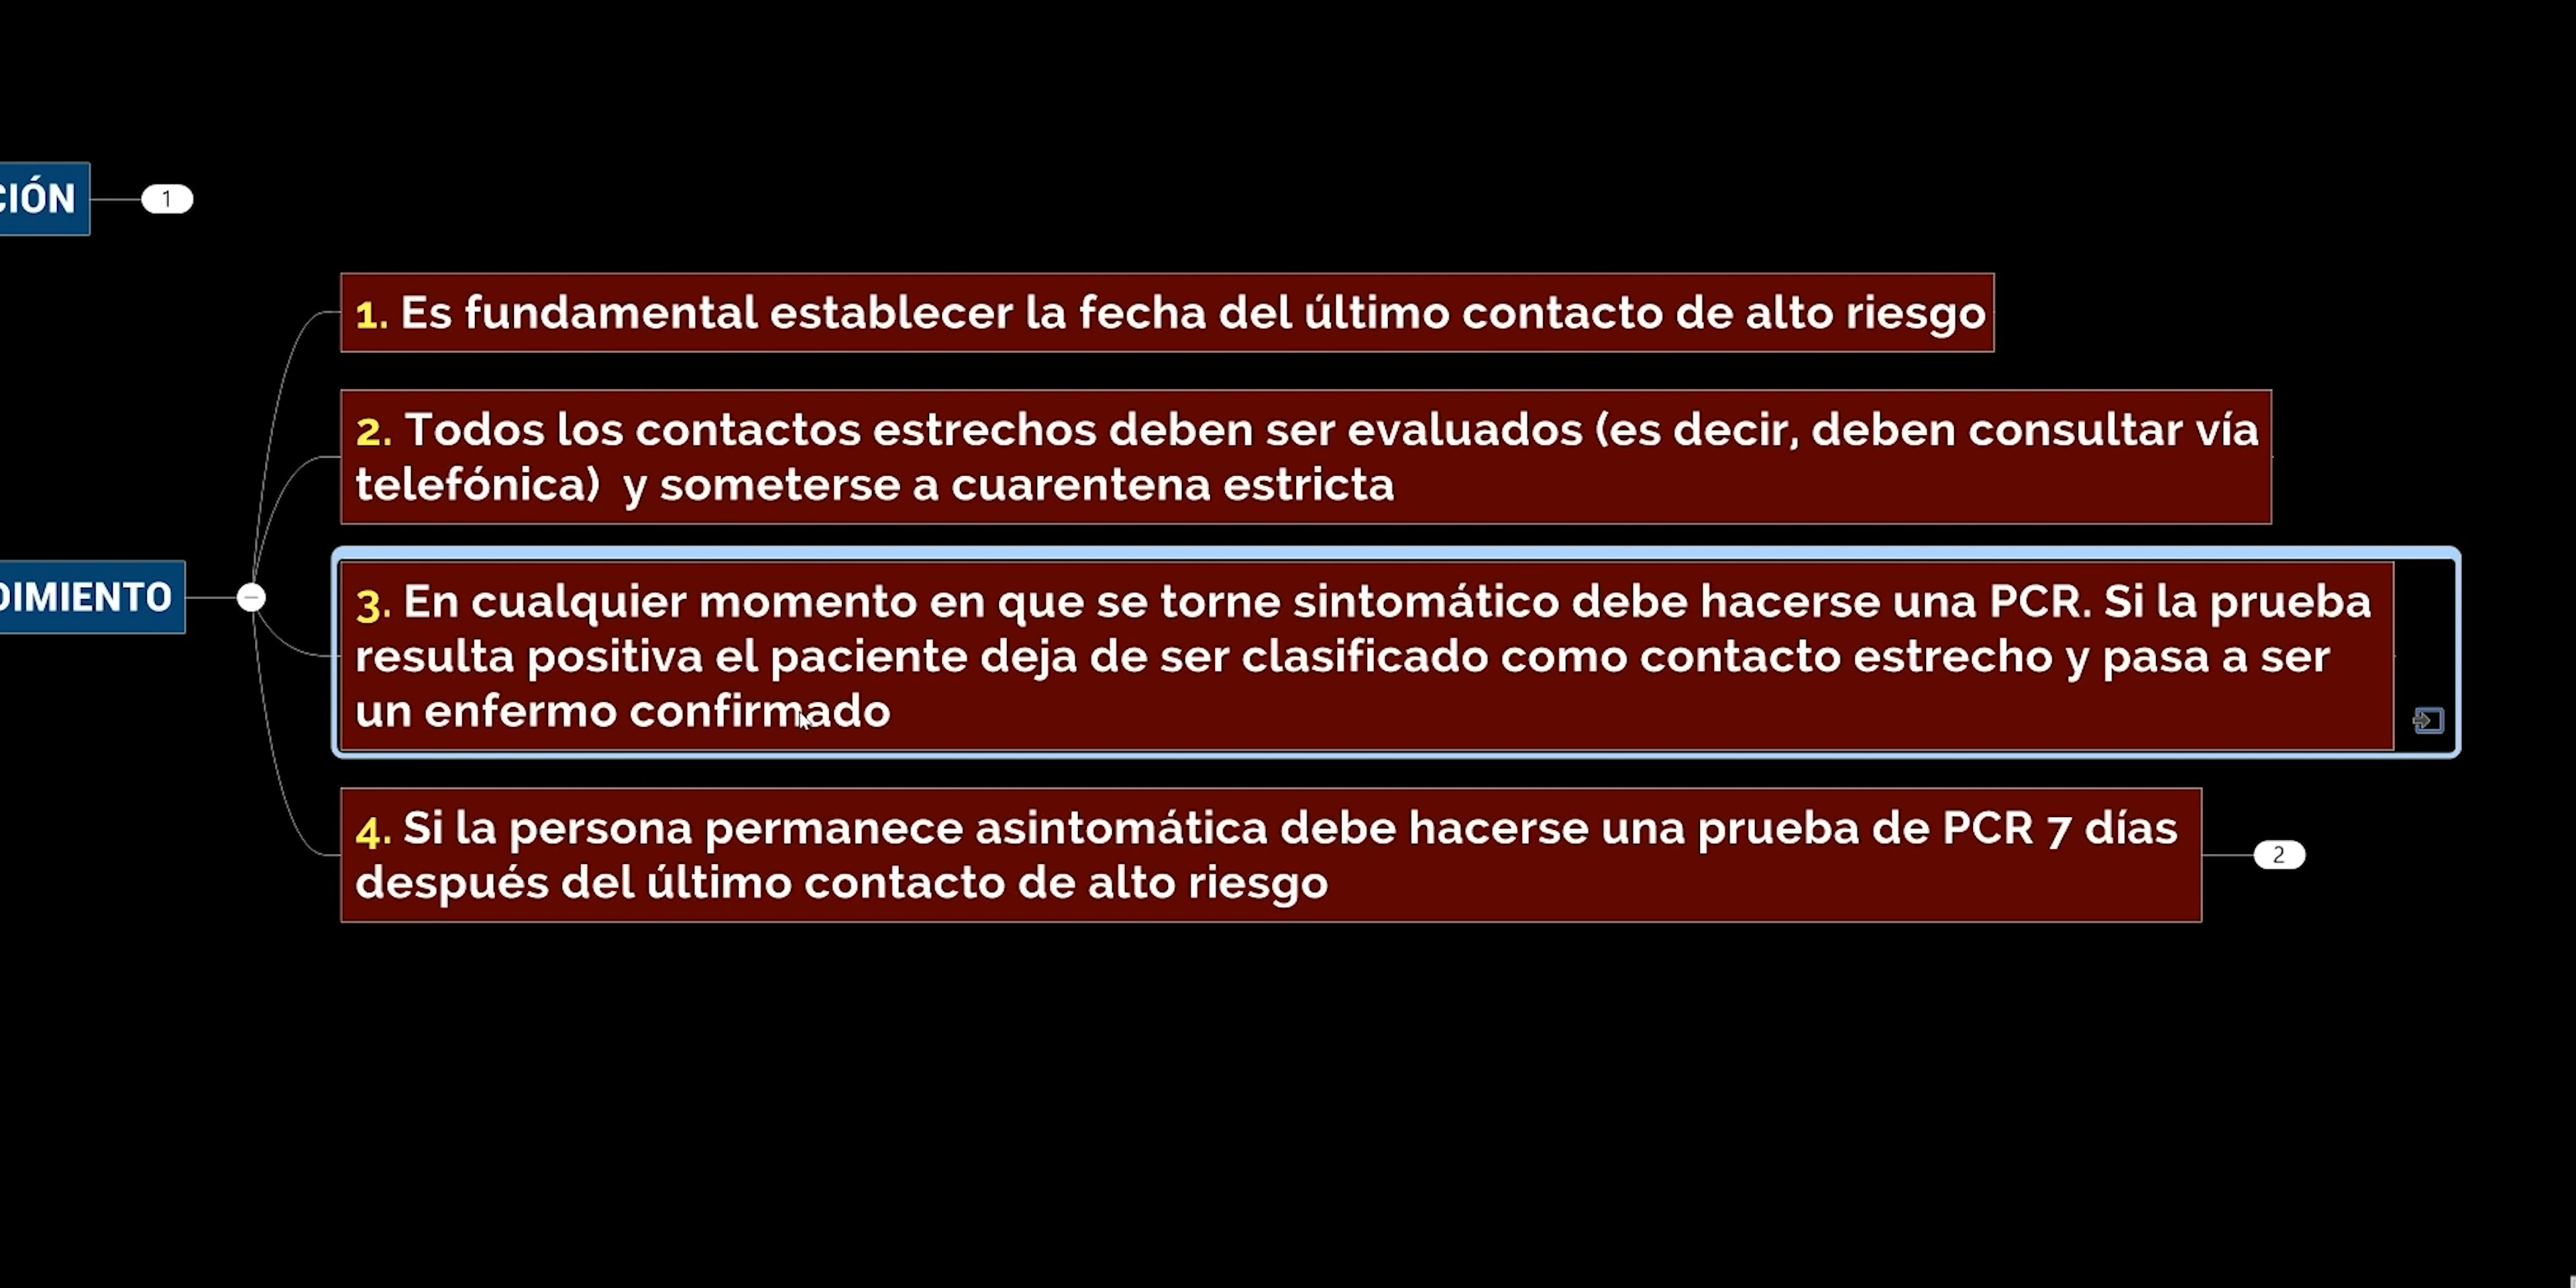 CIÓN
1
1. Es fundamental establecer la fecha del último contacto de alto riesgo
2. Todos los contactos estrechos deben ser evaluados (es decir, deben consultar vía
telefónica) y someterse a cuarentena estricta
DIMIENTO
3. En cualquier momento en que se torne sintomático debe hacerse una PCR. Si la prueba
resulta positiva el paciente deja de ser clasificado como contacto estrecho y pasa a ser
un enfermo confirmado
4. Si la persona permanece asintomática debe hacerse una prueba de PCR 7 días
después del último contacto de alto riesgo
2